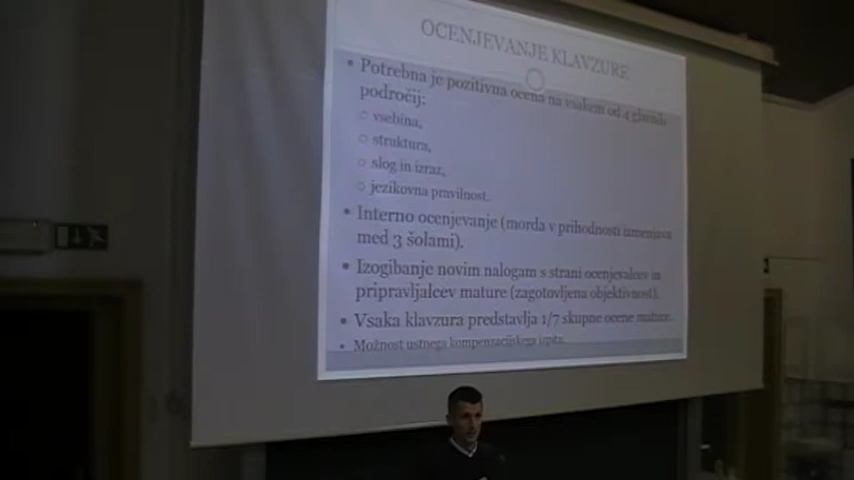 OCENJEVANJE KLAVZURE
• Potrebna je pozitivna ocena na vsakem od 4 glavnih
področij:
○ vsebina,
○ struktura,
○ slog in izraz,
○ jezikovna pravilnost.
• Interno ocenjevanje (morda v prihodnosti izmenjava
med 3 šolami).
• Izogibanje novim nalogam s strani ocenjevalcev in
pripravljalcev mature (zagotovljena objektivnost).
• Vsaka klavzura predstavlja 1/7 skupne ocene mature.
• Možnost ustnega kompenzacijskega izpita.